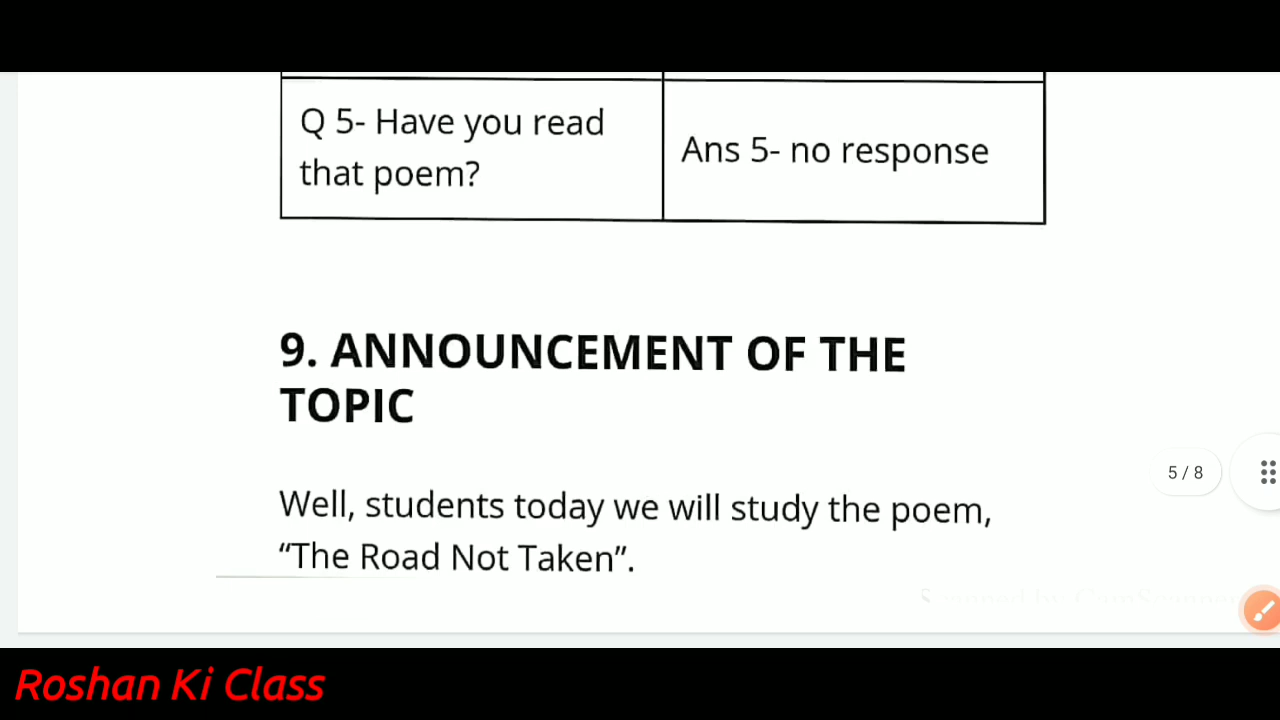 Q 5- Have you read
that poem?
Ans 5- no response
9. ANNOUNCEMENT OF THE
TOPIC
Well, students today we will study the poem,
“The Road Not Taken”.
5 / 8
Roshan Ki Class